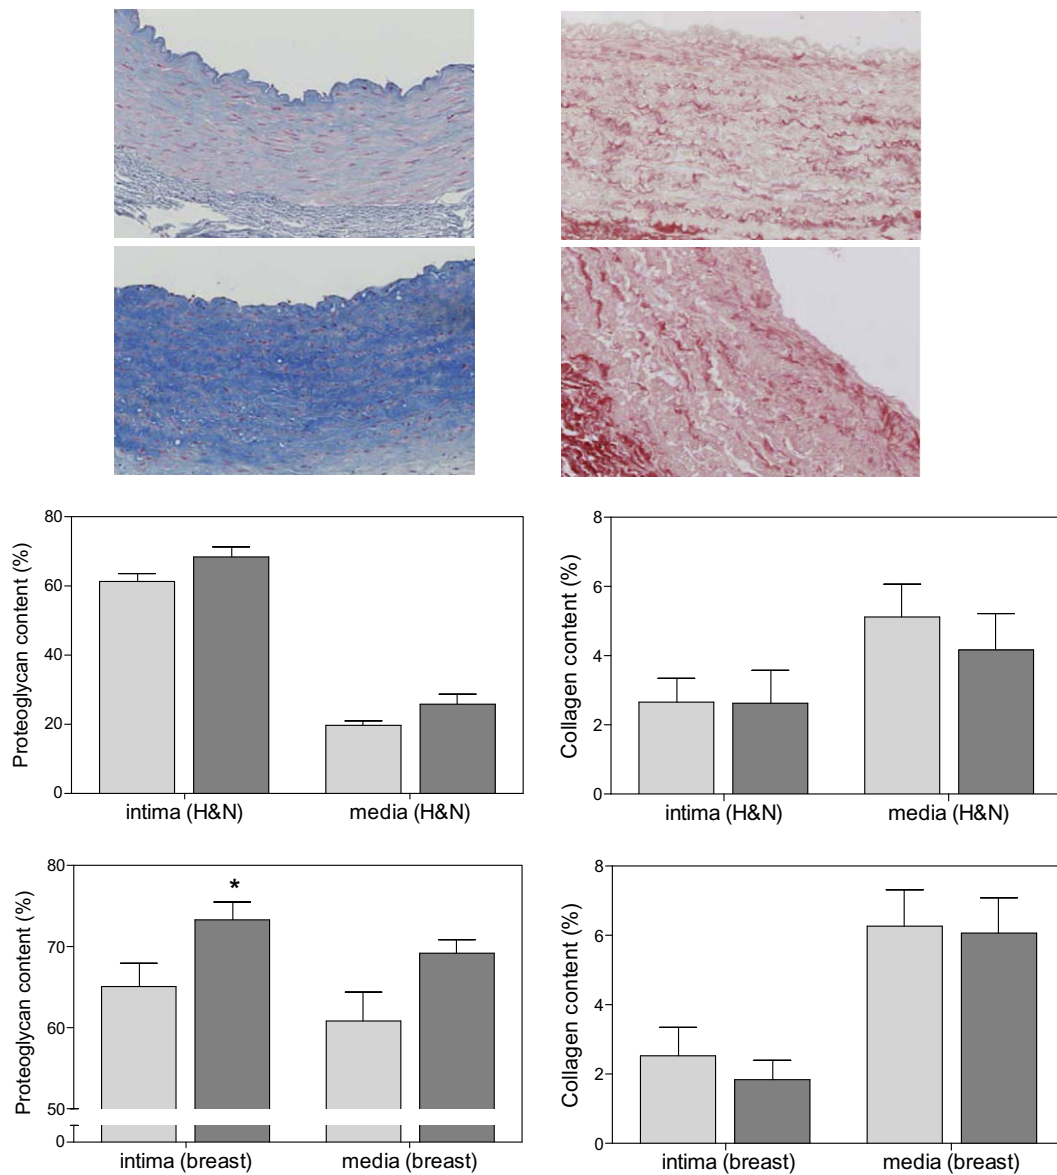 Proteoglycan content (%)
80
60
40
20
0
intima (H&N) media (H&N)
Collagen content (%)
8
6
4
2
0
intima (H&N) media (H&N)
Proteoglycan content (%)
80
70
60
50
0
*
intima (breast) media (breast)
Collagen content (%)
8
6
4
2
0
intima (breast) media (breast)